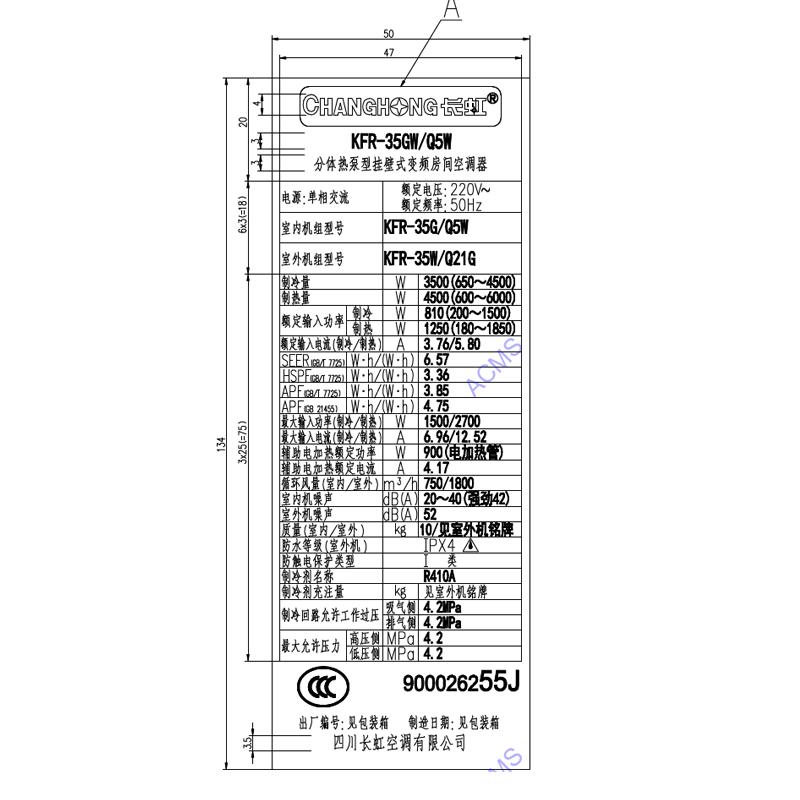 A
50
47
CHANGHONG长虹®
4
20
3
3
KFR-35GW/Q5W
分体热泵型挂壁式变频房间空调器
6x3(=18)
电源:单相交流 额定电压:220V~
额定频率:50Hz
室内机组型号 KFR-35G/Q5W
室外机组型号 KFR-35W/Q21G
134
3x25(=75)
制冷量 W 3500(650~4500)
制热量 W 4500(600~6000)
额定输入功率 制冷 W 810(200~1500)
制热 W 1250(180~1850)
额定输入电流(制冷/制热) A 3.76/5.80
SEER(GB/T 7725) W·h/(W·h) 6.57
HSPF(GB/T 7725) W·h/(W·h) 3.36
APF(GB/T 7725) W·h/(W·h) 3.85
APF(GB 21455) W·h/(W·h) 4.75
最大输入功率(制冷/制热) W 1500/2700
最大输入电流(制冷/制热) A 6.96/12.52
辅助电加热额定功率 W 900(电加热管)
辅助电加热额定电流 A 4.17
循环风量(室内/室外) m³/h 750/1800
室内机噪声 dB(A) 20~40(强劲42)
室外机噪声 dB(A) 52
质量(室内/室外) kg 10/见室外机铭牌
防水等级(室外机) IPX4
防触电保护类型 I 类
制冷剂名称 R410A
制冷剂充注量 kg 见室外机铭牌
制冷回路允许工作过压 吸气侧 4.2MPa
排气侧 4.2MPa
最大允许压力 高压侧 MPa 4.2
低压侧 MPa 4.2
ACMS
CCC 900026255J
出厂编号:见包装箱 制造日期:见包装箱
3.5
四川长虹空调有限公司
ACMS